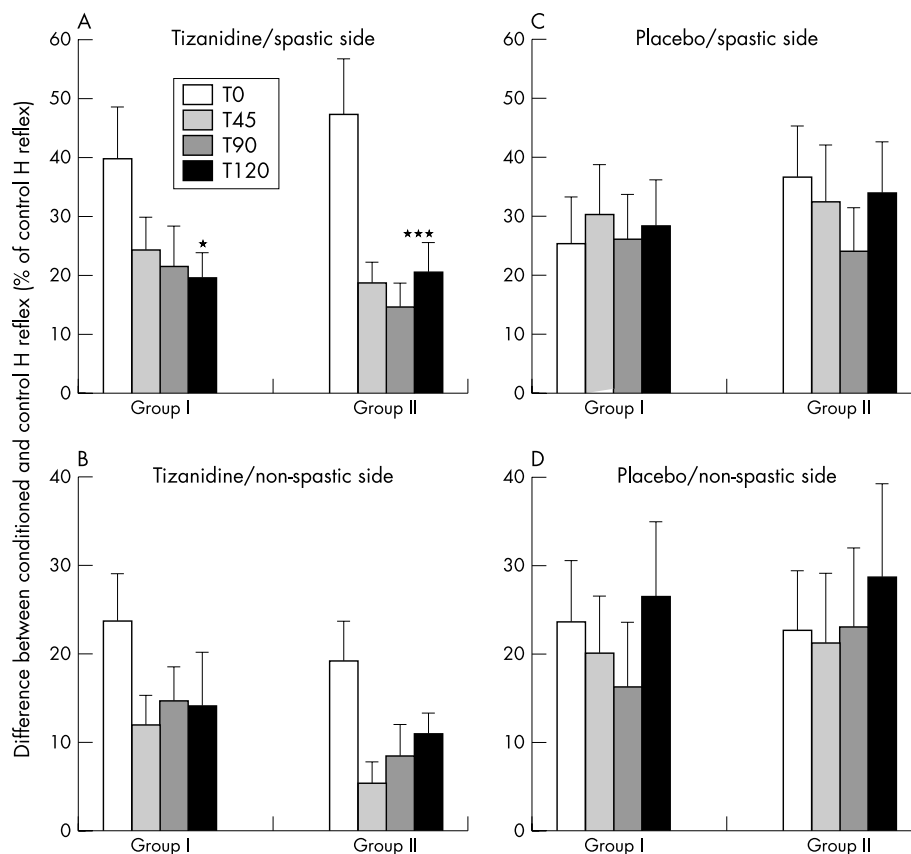 Difference between conditioned and control H reflex (% of control H reflex)
A
Tizanidine/spastic side
60
50
40
30
20
10
0
T0
T45
T90
T120
★
★★★
Group I
Group II
C
Placebo/spastic side
60
50
40
30
20
10
0
Group I
Group II
B
Tizanidine/non-spastic side
40
30
20
10
0
Group I
Group II
D
Placebo/non-spastic side
40
30
20
10
0
Group I
Group II